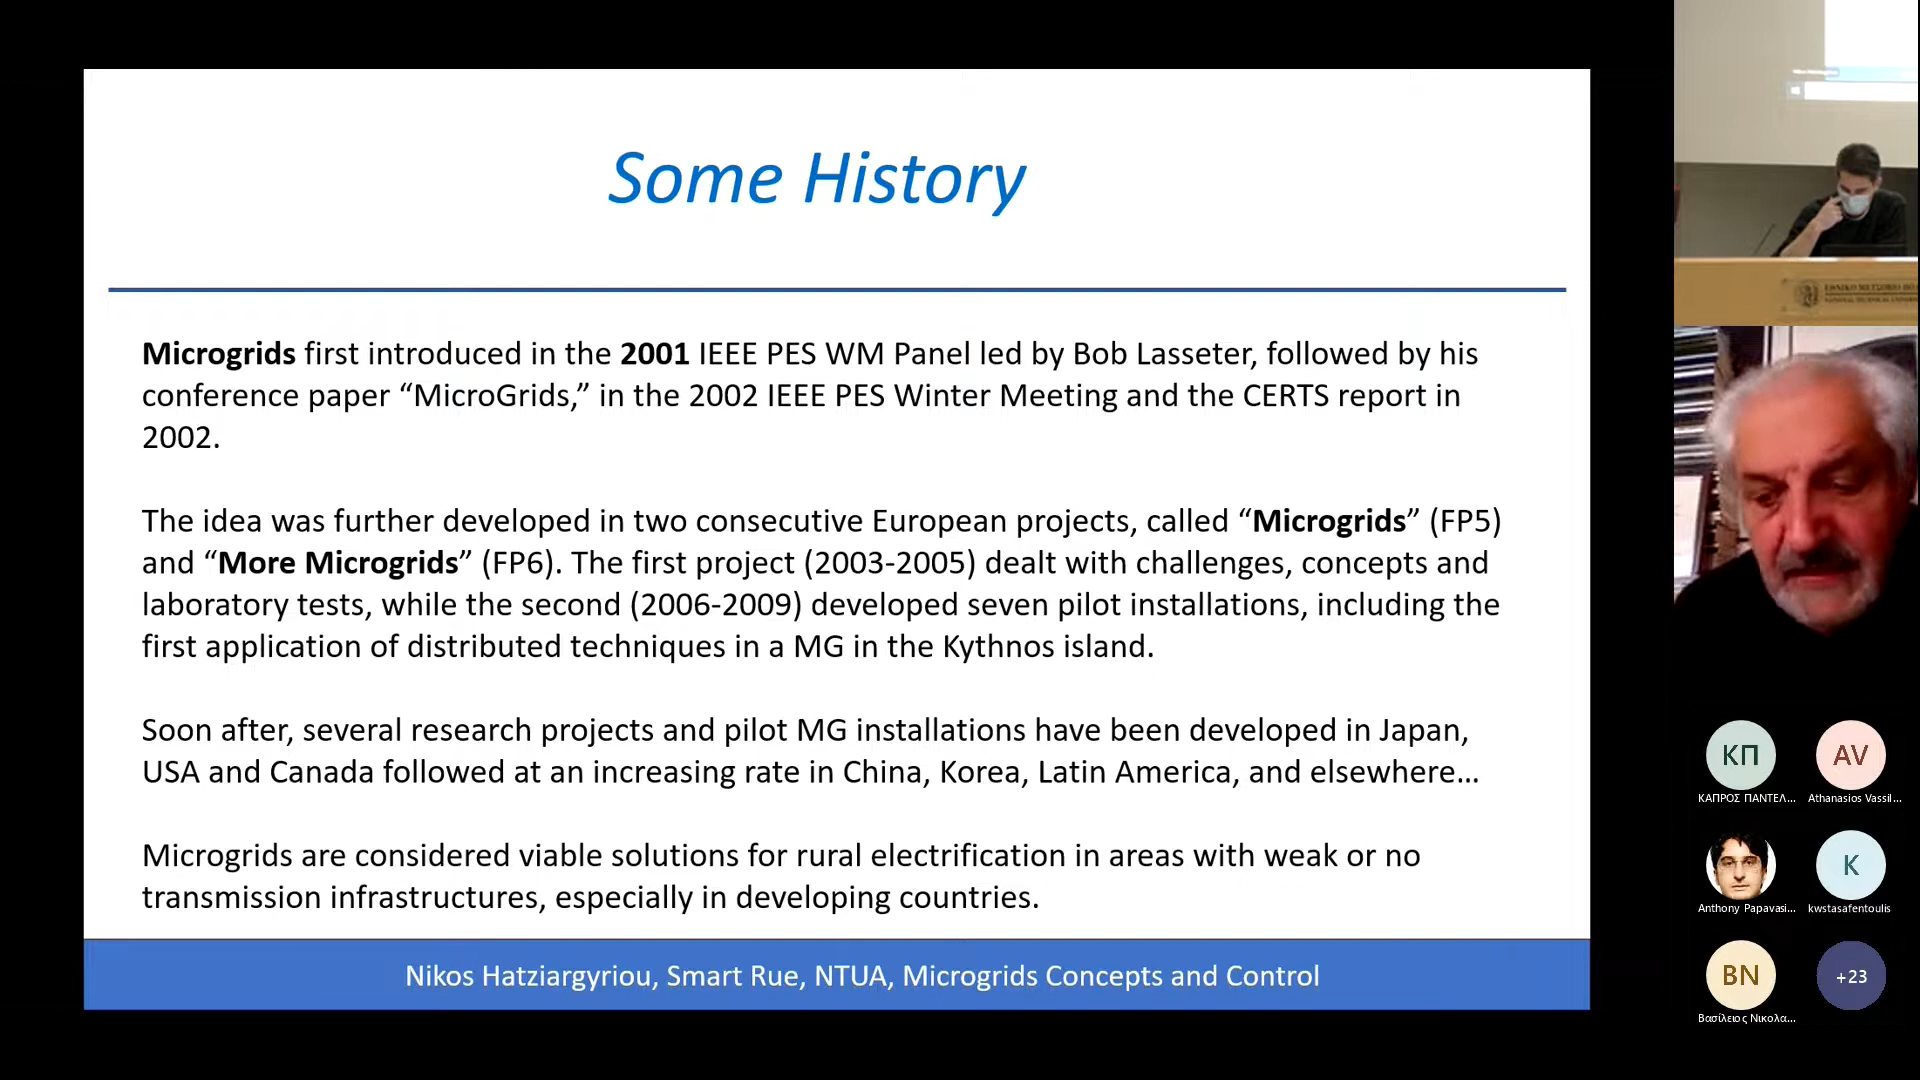 Some History
Microgrids first introduced in the 2001 IEEE PES WM Panel led by Bob Lasseter, followed by his
conference paper “MicroGrids,” in the 2002 IEEE PES Winter Meeting and the CERTS report in
2002.
The idea was further developed in two consecutive European projects, called “Microgrids” (FP5)
and “More Microgrids” (FP6). The first project (2003-2005) dealt with challenges, concepts and
laboratory tests, while the second (2006-2009) developed seven pilot installations, including the
first application of distributed techniques in a MG in the Kythnos island.
Soon after, several research projects and pilot MG installations have been developed in Japan,
USA and Canada followed at an increasing rate in China, Korea, Latin America, and elsewhere…
Microgrids are considered viable solutions for rural electrification in areas with weak or no
transmission infrastructures, especially in developing countries.
Nikos Hatziargyriou, Smart Rue, NTUA, Microgrids Concepts and Control
ΚΠ
AV
ΚΑΠΡΟΣ ΠΑΝΤΕΛ...
Athanasios Vassil...
K
Anthony Papavasi...
kwstasafentoulis
BN
+23
Βασίλειος Νικολα...